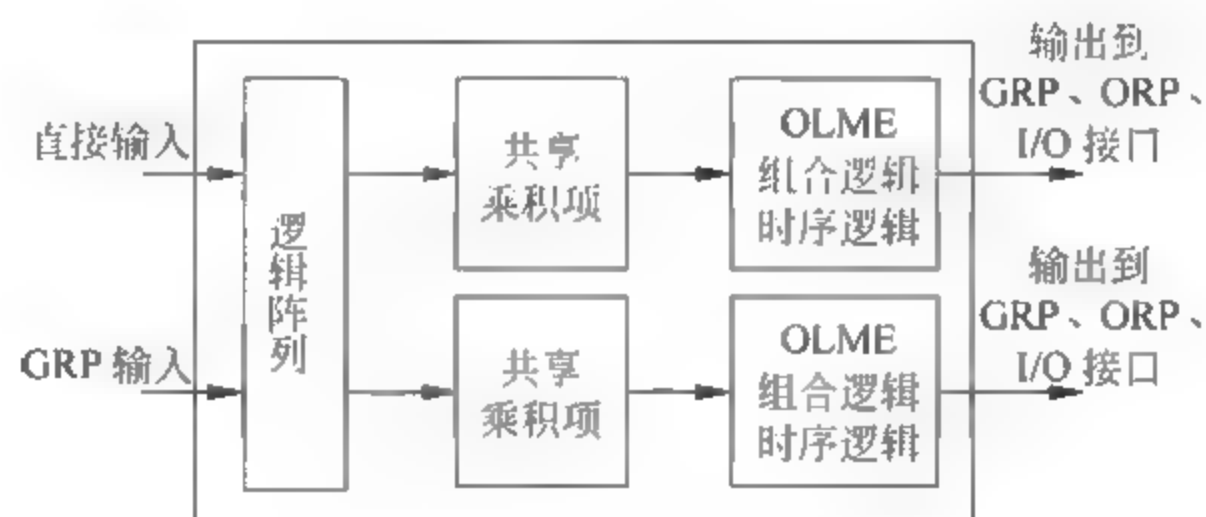 直接输入
GRP 输入
逻辑阵列
共享
乘积项
OLME
组合逻辑
时序逻辑
输出到
GRP、ORP、
I/O 接口
共享
乘积项
OLME
组合逻辑
时序逻辑
输出到
GRP、ORP、
I/O 接口